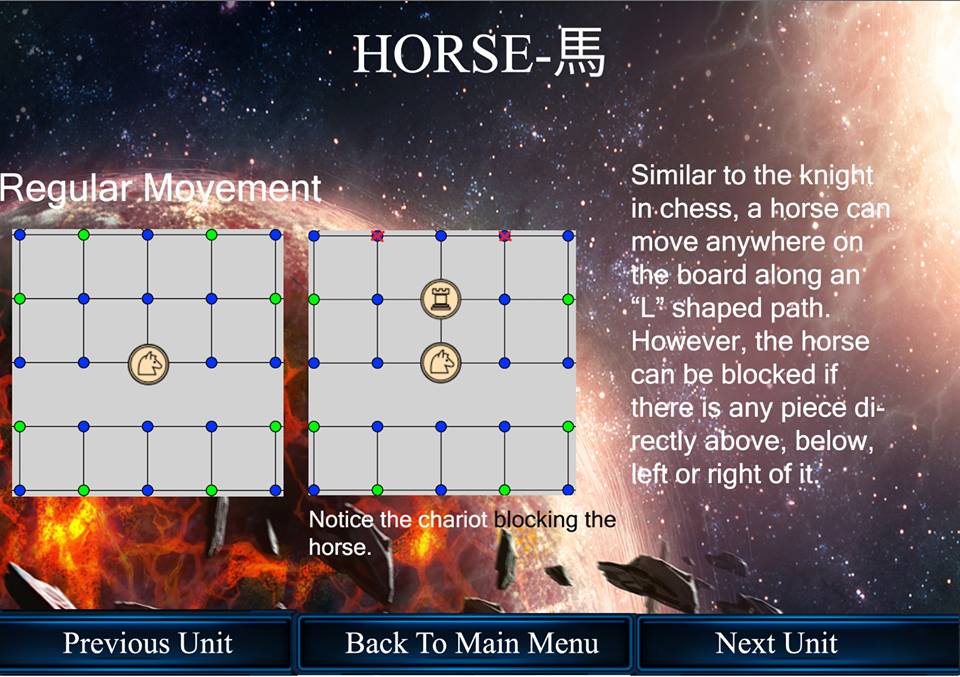 HORSE-馬
Regular Movement
Similar to the knight
in chess, a horse can
move anywhere on
the board along an
“L” shaped path.
However, the horse
can be blocked if
there is any piece di-
rectly above, below,
left or right of it.
Notice the chariot blocking the
horse.
Previous Unit
Back To Main Menu
Next Unit